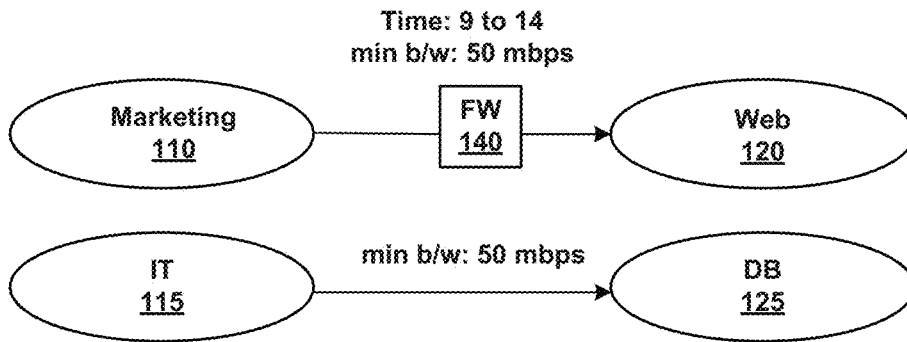 Time: 9 to 14
min b/w: 50 mbps
Marketing
110
FW
140
Web
120
IT
115
min b/w: 50 mbps
DB
125